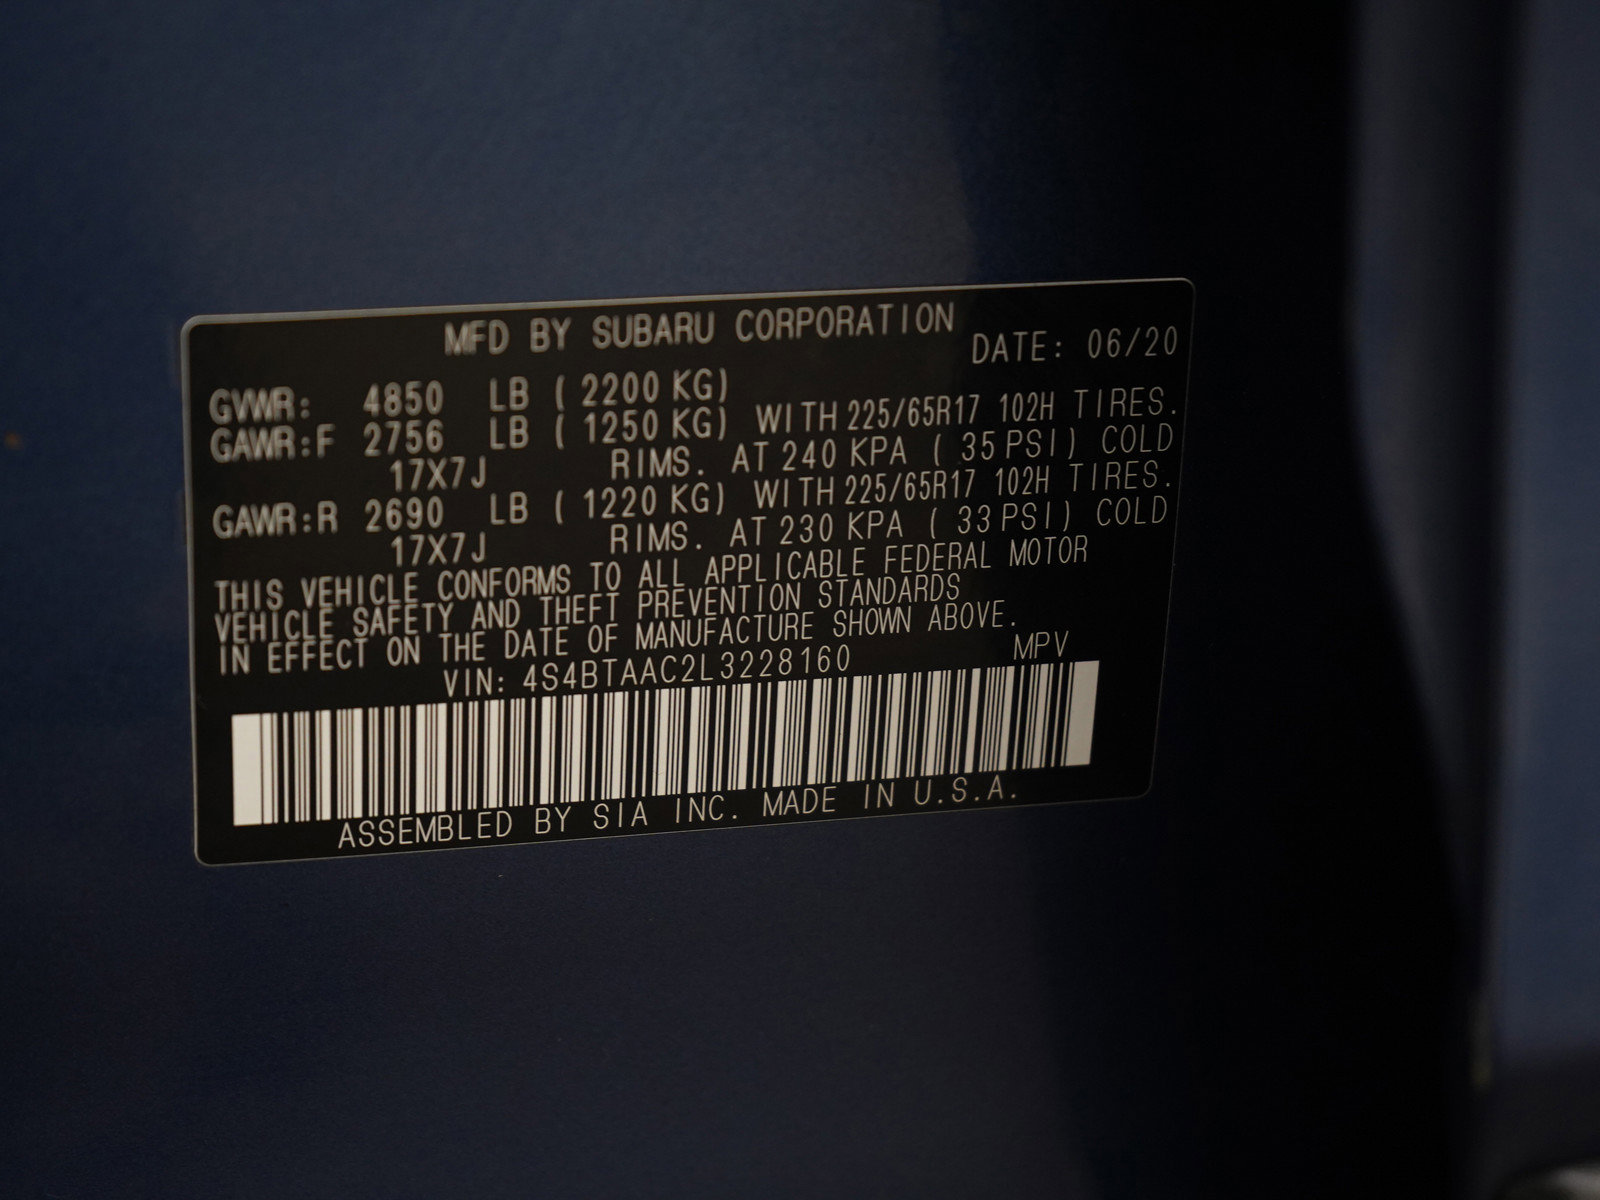 MFD BY SUBARU CORPORATION
DATE: 06/20
GVWR: 4850 LB ( 2200 KG)
GAWR:F 2756 LB ( 1250 KG) WITH 225/65R17 102H TIRES.
17X7J RIMS. AT 240 KPA ( 35 PSI) COLD
GAWR:R 2690 LB ( 1220 KG) WITH 225/65R17 102H TIRES.
17X7J RIMS. AT 230 KPA ( 33 PSI) COLD
THIS VEHICLE CONFORMS TO ALL APPLICABLE FEDERAL MOTOR
VEHICLE SAFETY AND THEFT PREVENTION STANDARDS
IN EFFECT ON THE DATE OF MANUFACTURE SHOWN ABOVE.
VIN: 4S4BTAAC2L3228160 MPV
ASSEMBLED BY SIA INC. MADE IN U.S.A.